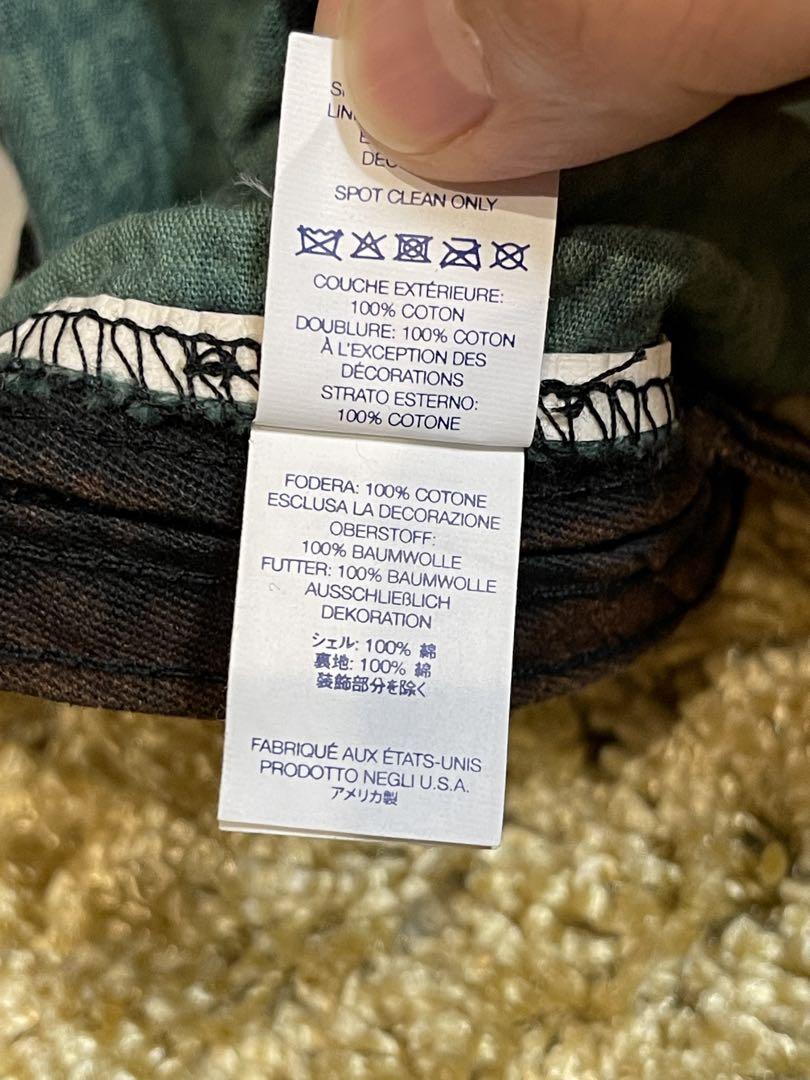 SPOT CLEAN ONLY
COUCHE EXTÉRIEURE:
100% COTON
DOUBLURE: 100% COTON
À L'EXCEPTION DES
DÉCORATIONS
STRATO ESTERNO:
100% COTONE
FODERA: 100% COTONE
ESCLUSA LA DECORAZIONE
OBERSTOFF:
100% BAUMWOLLE
FUTTER: 100% BAUMWOLLE
AUSSCHLIEßLICH
DEKORATION
シェル: 100% 綿
裏地: 100% 綿
装飾部分を除く
FABRIQUÉ AUX ÉTATS-UNIS
PRODOTTO NEGLI U.S.A.
アメリカ製